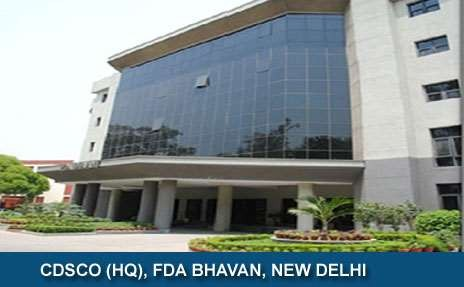 CDSCO (HQ), FDA BHAVAN, NEW DELHI